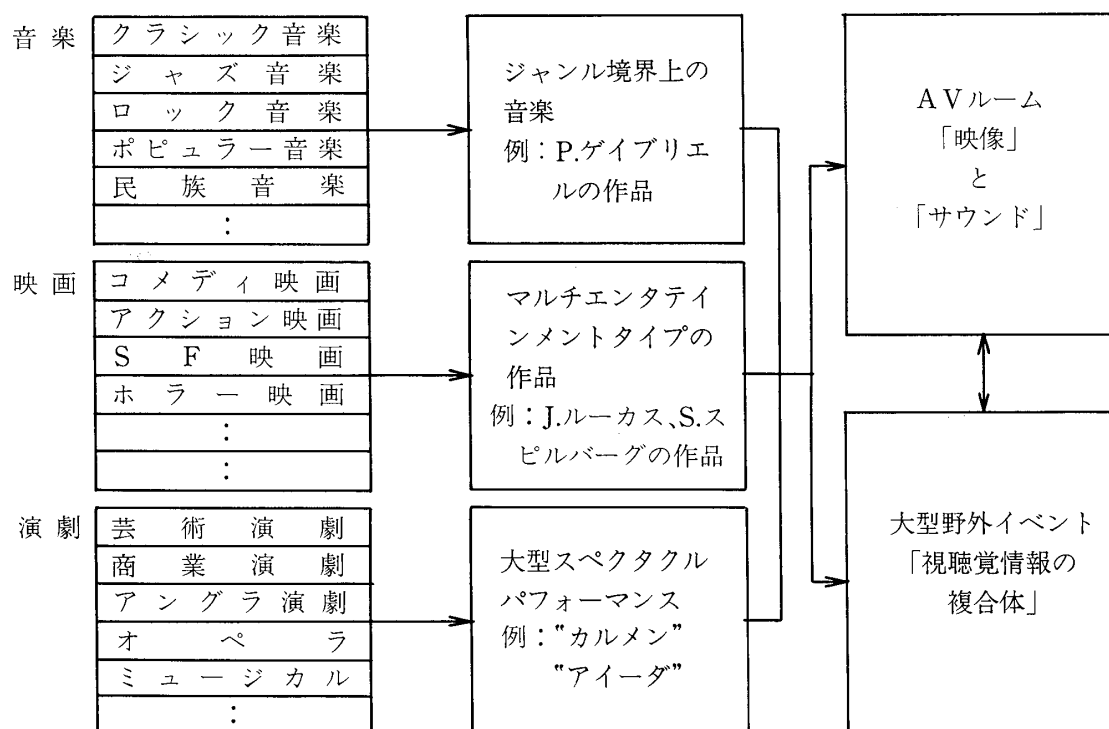 音楽
クラシック音楽
ジャズ音楽
ロック音楽
ポピュラー音楽
民族音楽
:
ジャンル境界上の
音楽
例：P.ゲイブリエ
ルの作品
映画
コメディ映画
アクション映画
SF映画
ホラー映画
:
:
マルチエンタテイ
ンメントタイプの
作品
例：J.ルーカス、S.ス
ピルバーグの作品
演劇
芸術演劇
商業演劇
アングラ演劇
オペラ
ミュージカル
:
大型スペクタクル
パフォーマンス
例："カルメン"
"アイーダ"
AVルーム
「映像」
と
「サウンド」
大型野外イベント
「視聴覚情報の
複合体」